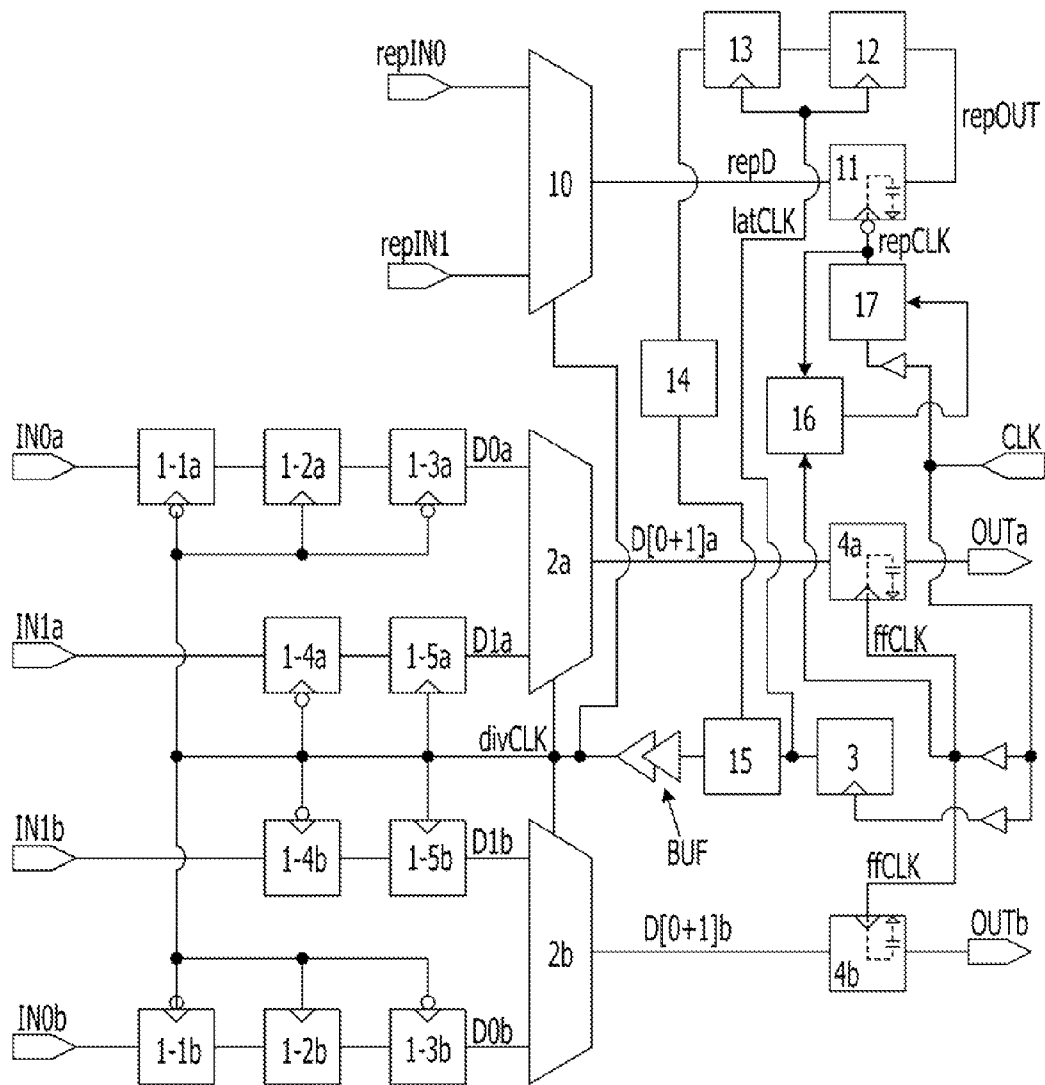 repIN0
13
12
repOUT
10
repD
11
latCLK
repCLK
repIN1
17
14
16
CLK
IN0a
1-1a
1-2a
1-3a
D0a
2a
D[0+1]a
4a
OUTa
IN1a
1-4a
1-5a
D1a
ffCLK
divCLK
15
3
BUF
IN1b
1-4b
1-5b
D1b
ffCLK
2b
D[0+1]b
4b
OUTb
IN0b
1-1b
1-2b
1-3b
D0b